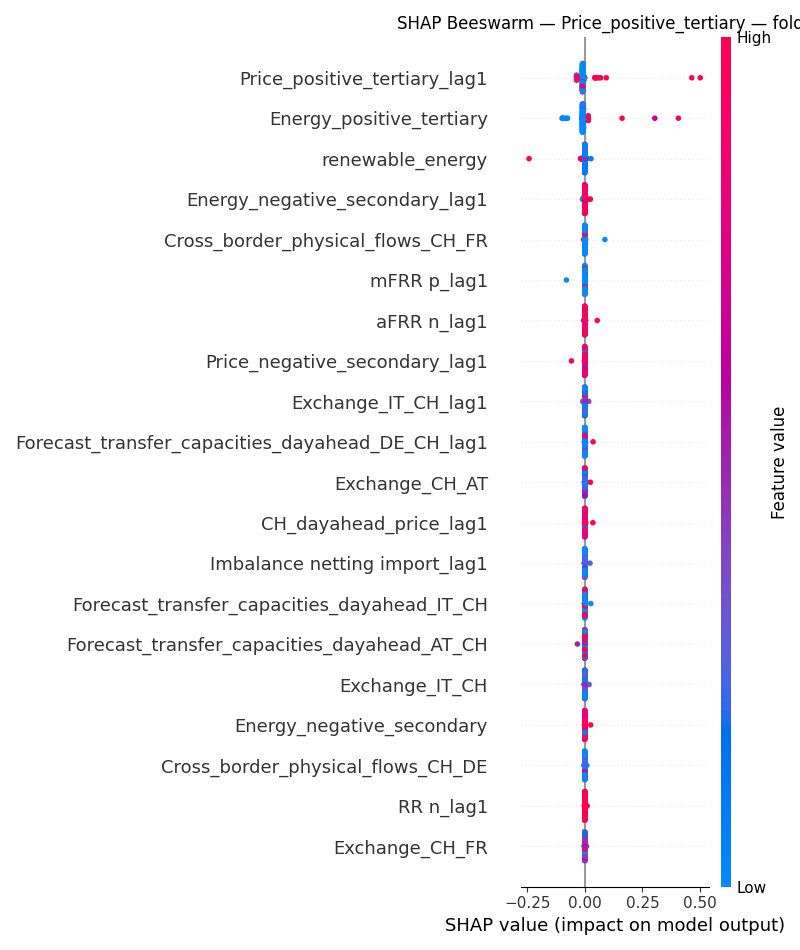 SHAP Beeswarm — Price_positive_tertiary — fold
High
Price_positive_tertiary_lag1
Energy_positive_tertiary
renewable_energy
Energy_negative_secondary_lag1
Cross_border_physical_flows_CH_FR
mFRR p_lag1
aFRR n_lag1
Price_negative_secondary_lag1
Exchange_IT_CH_lag1
Forecast_transfer_capacities_dayahead_DE_CH_lag1
Exchange_CH_AT
CH_dayahead_price_lag1
Imbalance netting import_lag1
Forecast_transfer_capacities_dayahead_IT_CH
Forecast_transfer_capacities_dayahead_AT_CH
Exchange_IT_CH
Energy_negative_secondary
Cross_border_physical_flows_CH_DE
RR n_lag1
Exchange_CH_FR
Feature value
Low
−0.25 0.00 0.25 0.50
SHAP value (impact on model output)